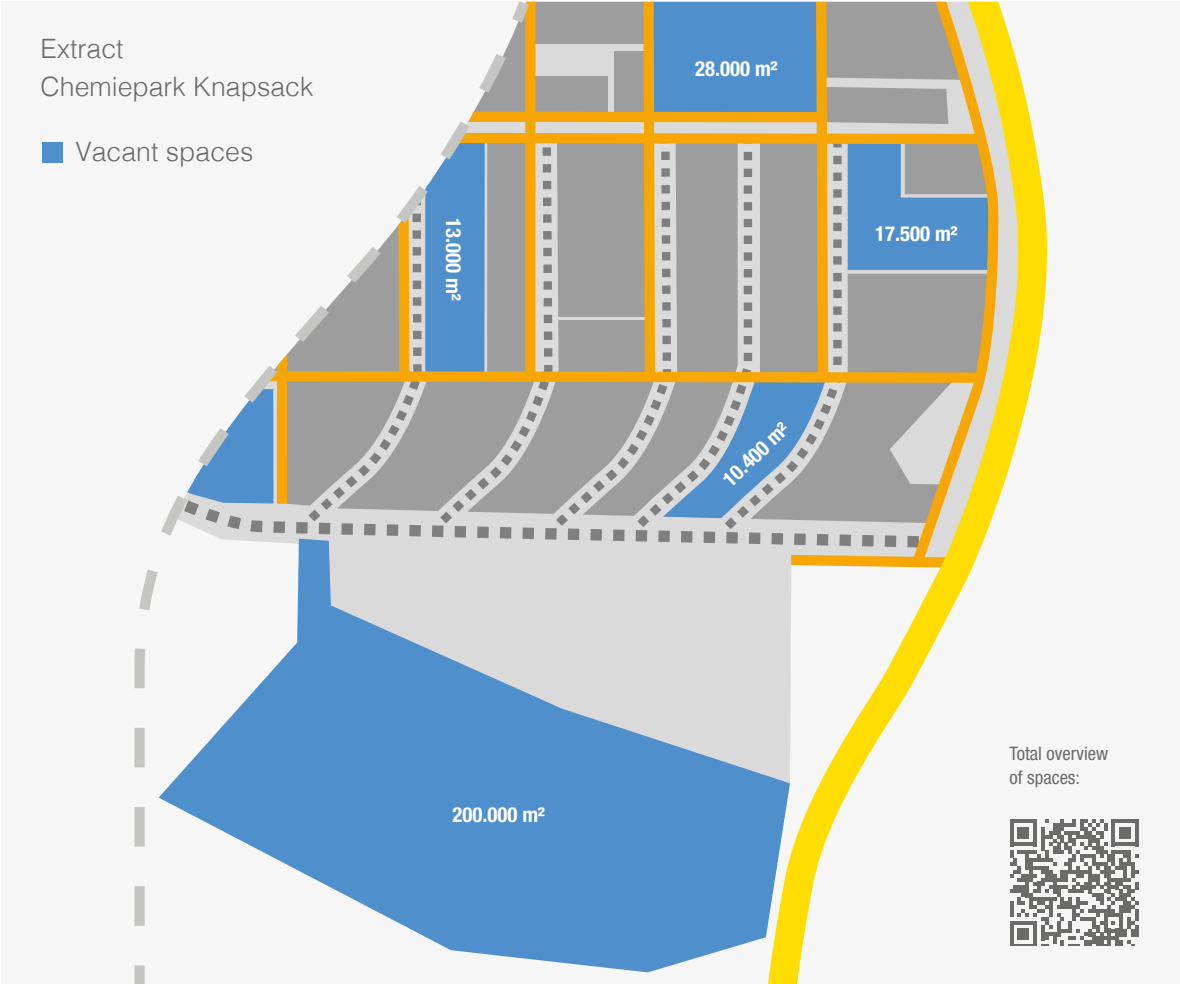 Extract
Chemiepark Knapsack
Vacant spaces
28.000 m²
13.000 m²
17.500 m²
10.400 m²
200.000 m²
Total overview
of spaces: